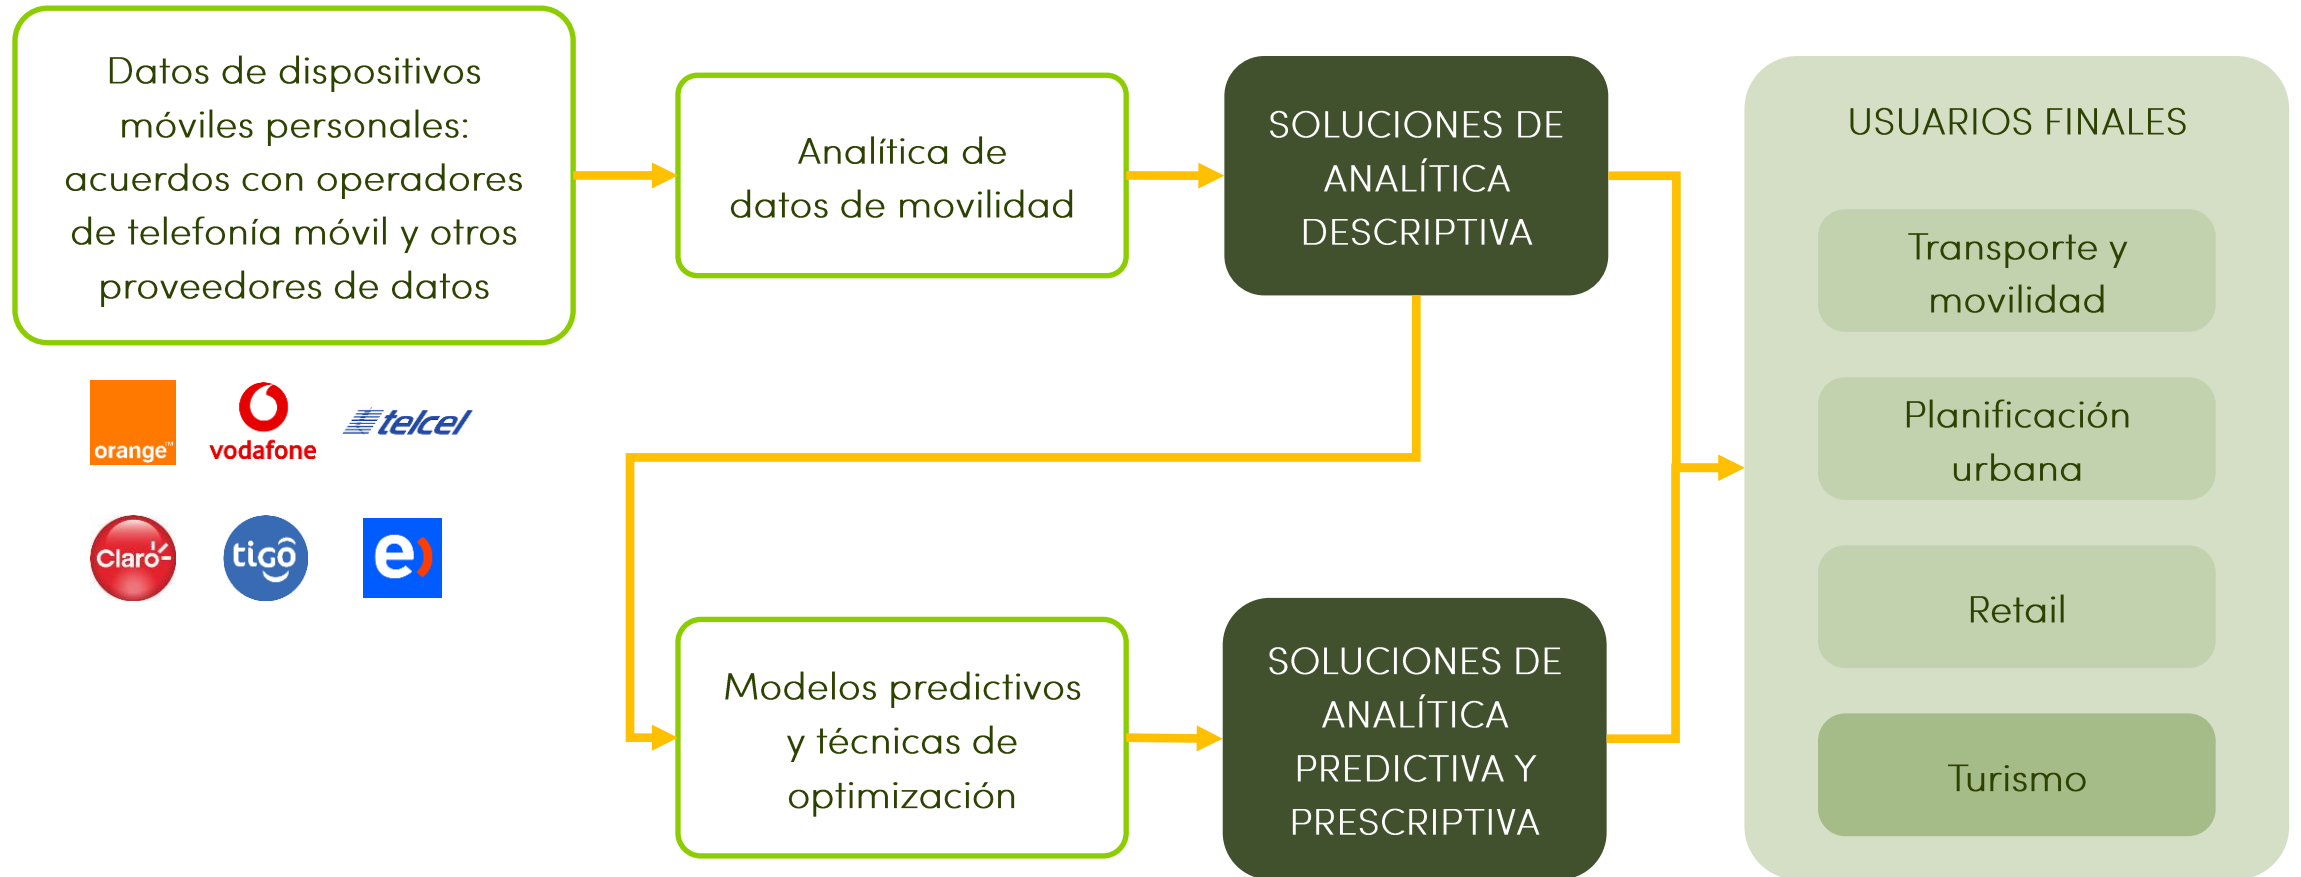 Datos de dispositivos
móviles personales:
acuerdos con operadores
de telefonía móvil y otros
proveedores de datos
orange™
vodafone
telcel
Claro
tigo
e)
Analítica de
datos de movilidad
SOLUCIONES DE
ANALÍTICA
DESCRIPTIVA
Modelos predictivos
y técnicas de
optimización
SOLUCIONES DE
ANALÍTICA
PREDICTIVA Y
PRESCRIPTIVA
USUARIOS FINALES
Transporte y
movilidad
Planificación
urbana
Retail
Turismo